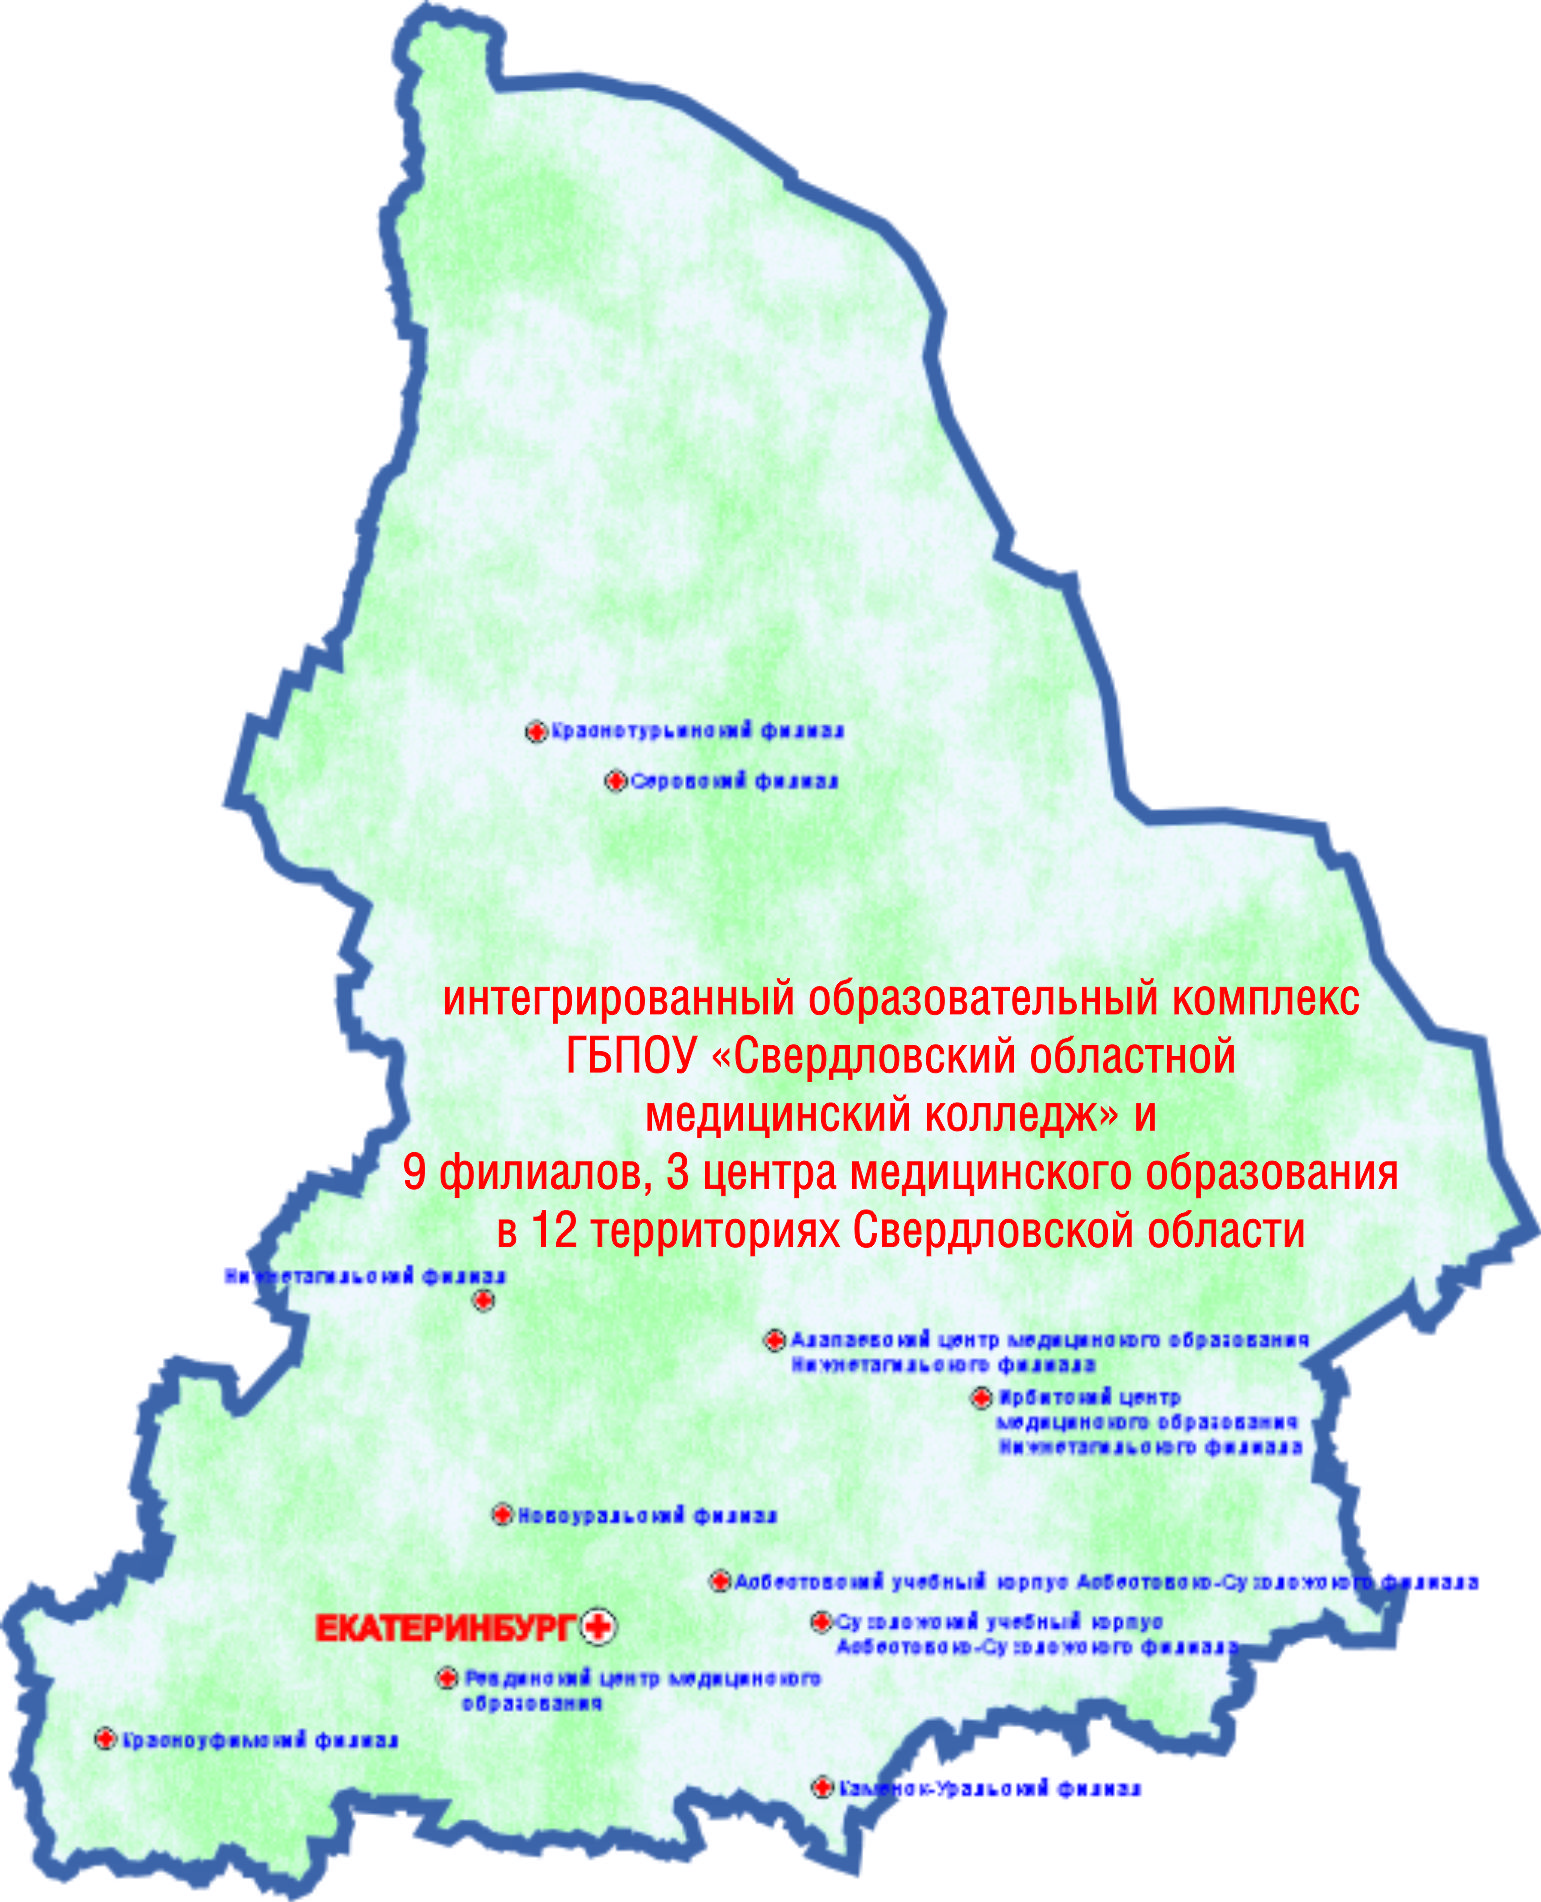 Краснотурьинский филиал
Серовский филиал
интегрированный образовательный комплекс
ГБПОУ «Свердловский областной
медицинский колледж» и
9 филиалов, 3 центра медицинского образования
в 12 территориях Свердловской области
Нижнетагильский филиал
Алапаевский центр медицинского образования
Нижнетагильского филиала
Ирбитский центр
медицинского образования
Нижнетагильского филиала
Новоуральский филиал
Асбестовский учебный корпус Асбестовско-Сухоложского филиала
ЕКАТЕРИНБУРГ
Сухоложский учебный корпус
Асбестовско-Сухоложского филиала
Ревдинский центр медицинского
образования
Красноуфимский филиал
Каменск-Уральский филиал